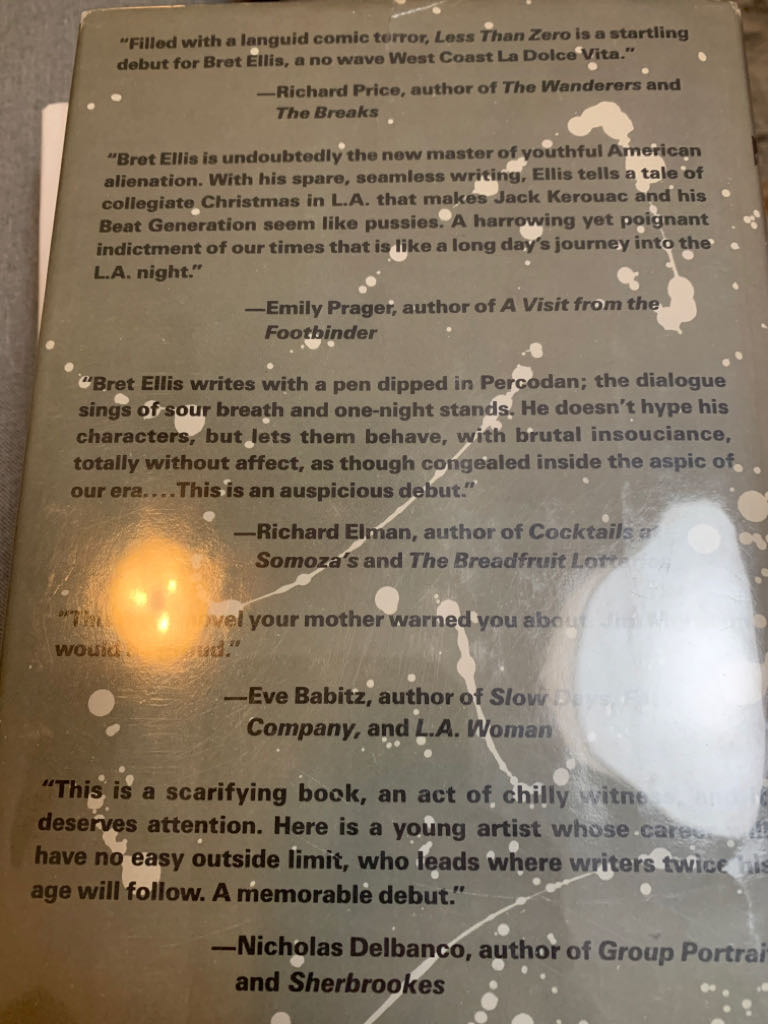 "Filled with a languid comic terror, Less Than Zero is a startling
debut for Bret Ellis, a no wave West Coast La Dolce Vita."
—Richard Price, author of The Wanderers and
The Breaks
"Bret Ellis is undoubtedly the new master of youthful American
alienation. With his spare, seamless writing, Ellis tells a tale of
collegiate Christmas in L.A. that makes Jack Kerouac and his
Beat Generation seem like pussies. A harrowing yet poignant
indictment of our times that is like a long day's journey into the
L.A. night."
—Emily Prager, author of A Visit from the
Footbinder
"Bret Ellis writes with a pen dipped in Percodan; the dialogue
sings of sour breath and one-night stands. He doesn't hype his
characters, but lets them behave, with brutal insouciance,
totally without affect, as though congealed inside the aspic of
our era....This is an auspicious debut."
—Richard Elman, author of Cocktails
Somoza's and The Breadfruit
novel your mother warned you about.
would
—Eve Babitz, author of Slow
Company, and L.A. Woman
"This is a scarifying book, an act of chilly witness,
deserves attention. Here is a young artist whose career
have no easy outside limit, who leads where writers twice his
age will follow. A memorable debut."
—Nicholas Delbanco, author of Group
and Sherbrookes